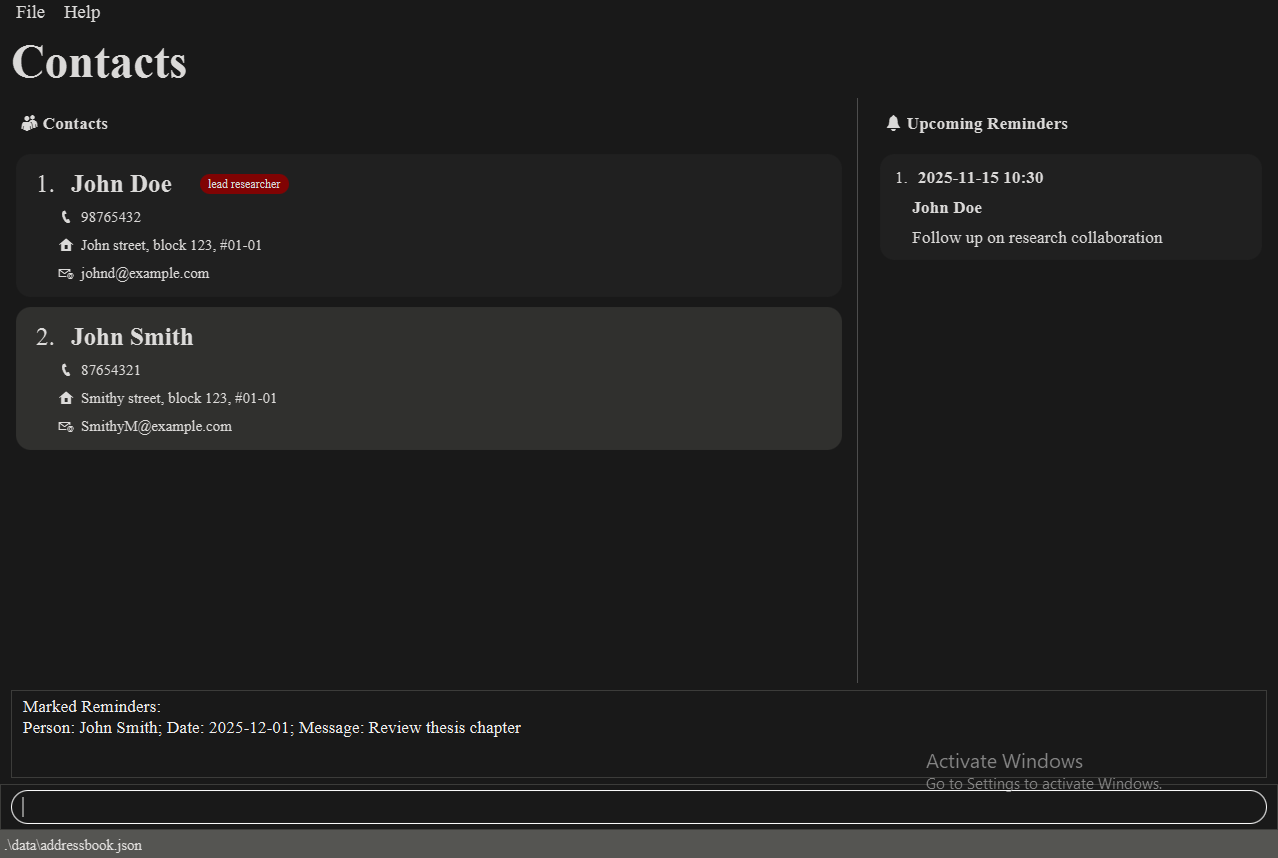 File Help
Contacts
Contacts
1. John Doe lead researcher
98765432
John street, block 123, #01-01
johnd@example.com
2. John Smith
87654321
Smithy street, block 123, #01-01
SmithyM@example.com
Upcoming Reminders
1. 2025-11-15 10:30
John Doe
Follow up on research collaboration
Marked Reminders:
Person: John Smith; Date: 2025-12-01; Message: Review thesis chapter
Activate Windows
Go to Settings to activate Windows.
.\data\addressbook.json